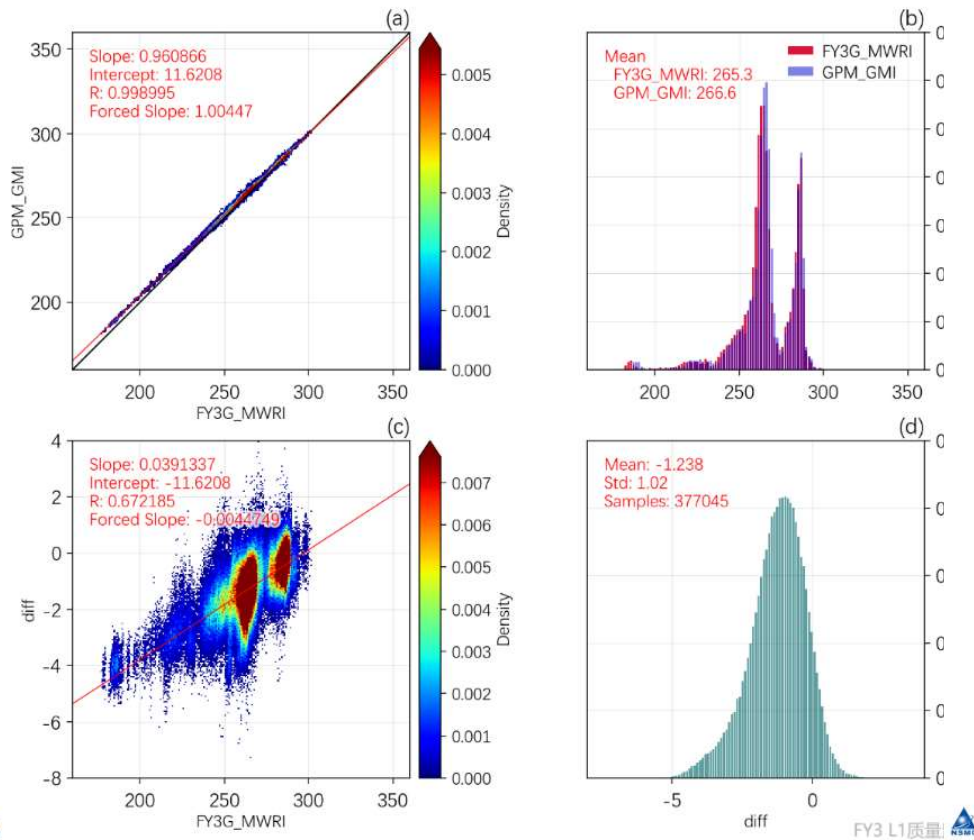 (a)
Slope: 0.960866
Intercept: 11.6208
R: 0.998995
Forced Slope: 1.00447
350
300
250
200
GPM_GMI
200
250
300
350
FY3G_MWRI
0.005
0.004
0.003
0.002
0.001
0.000
Density
(b)
Mean
FY3G_MWRI: 265.3
GPM_GMI: 266.6
FY3G_MWRI
GPM_GMI
200
250
300
350
(c)
Slope: 0.0391337
Intercept: -11.6208
R: 0.672185
Forced Slope: -0.0044749
4
2
0
-2
-4
-6
-8
diff
200
250
300
350
FY3G_MWRI
0.007
0.006
0.005
0.004
0.003
0.002
0.001
0.000
Density
(d)
Mean: -1.238
Std: 1.02
Samples: 377045
-5
0
diff
FY3 L1质量
NSMC